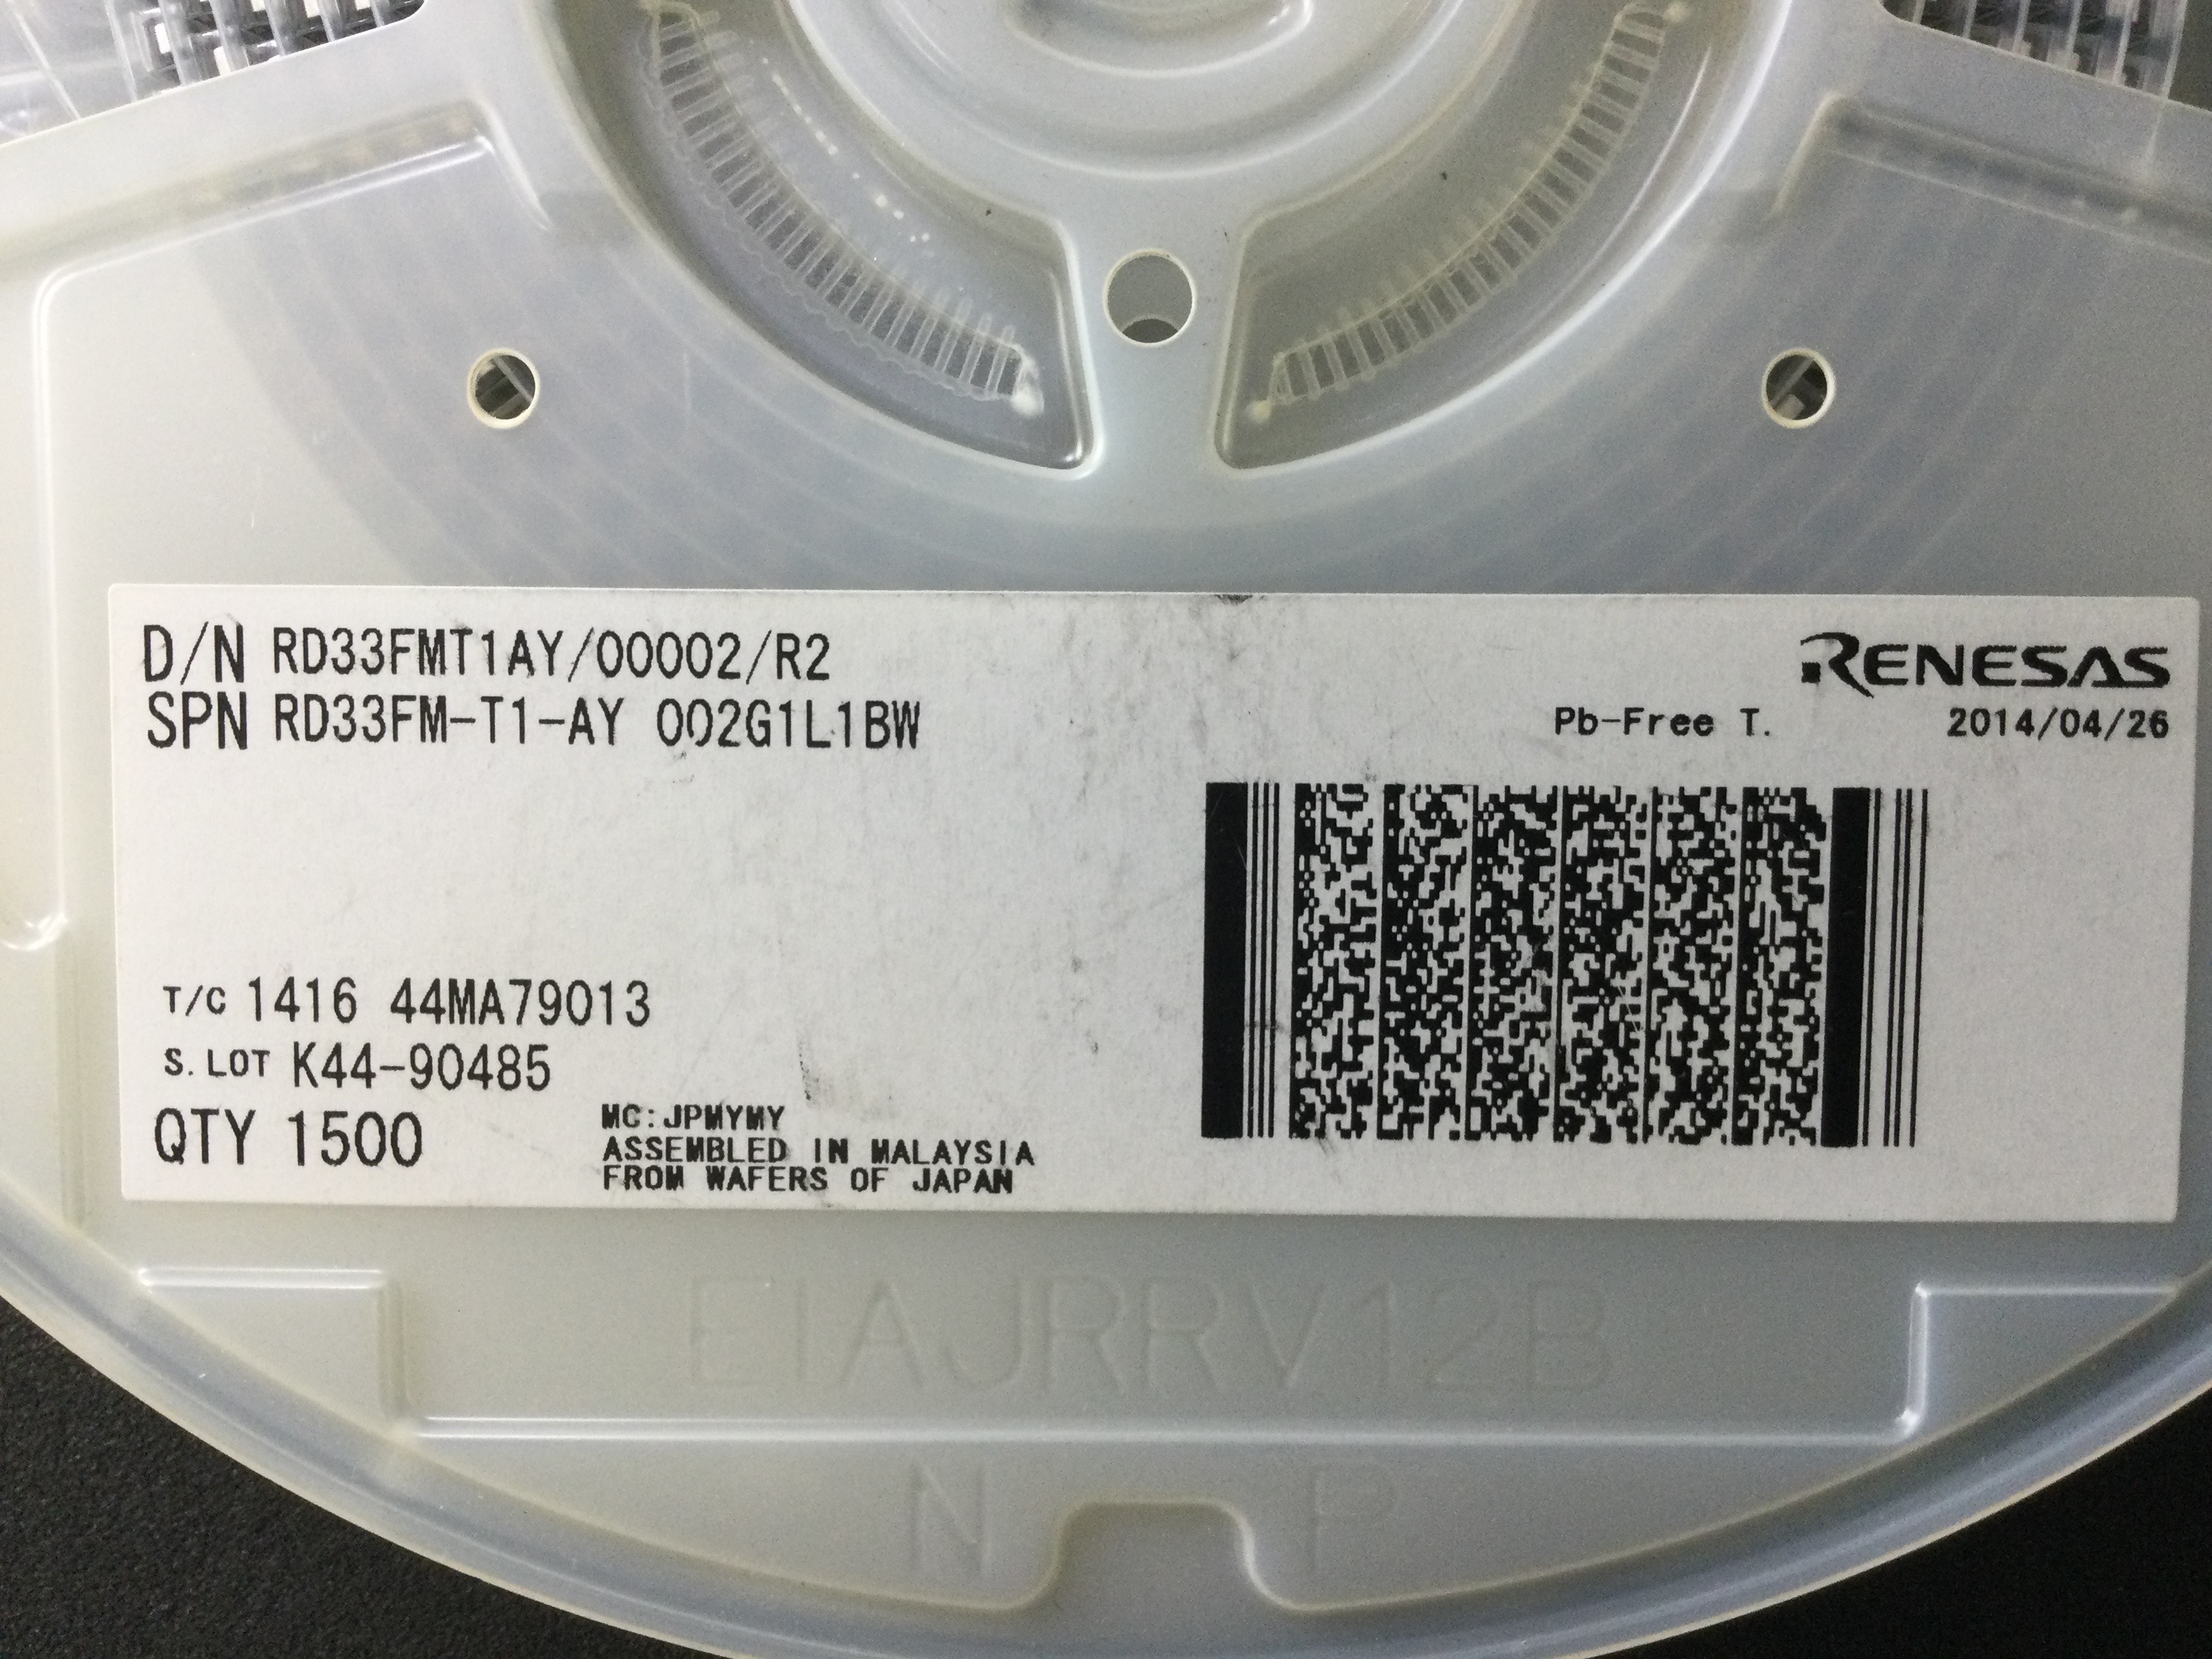 D/N RD33FMT1AY/00002/R2
RENESAS
SPN RD33FM-T1-AY 002G1L1BW
Pb-Free T. 2014/04/26
T/C 1416 44MA79013
S. LOT K44-90485
QTY 1500
MC:JPMYMY
ASSEMBLED IN MALAYSIA
FROM WAFERS OF JAPAN
EIAJRRV12B
N P